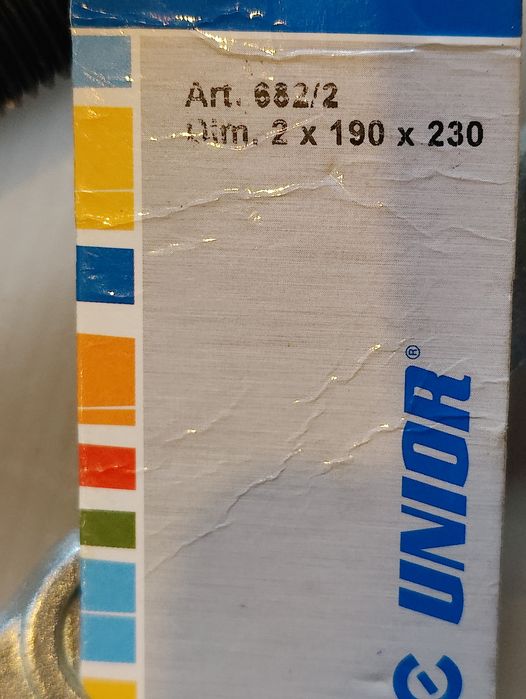 Art. 682/2
Dim. 2 x 190 x 230
UNIOR®